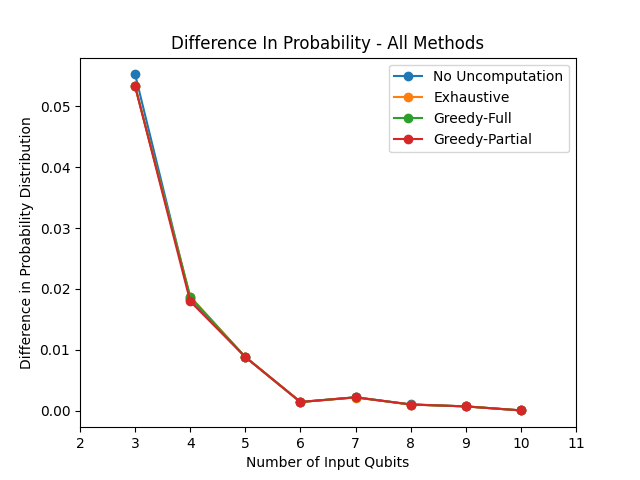 Difference In Probability - All Methods
No Uncomputation
Exhaustive
Greedy-Full
Greedy-Partial
Difference in Probability Distribution
0.05
0.04
0.03
0.02
0.01
0.00
2 3 4 5 6 7 8 9 10 11
Number of Input Qubits